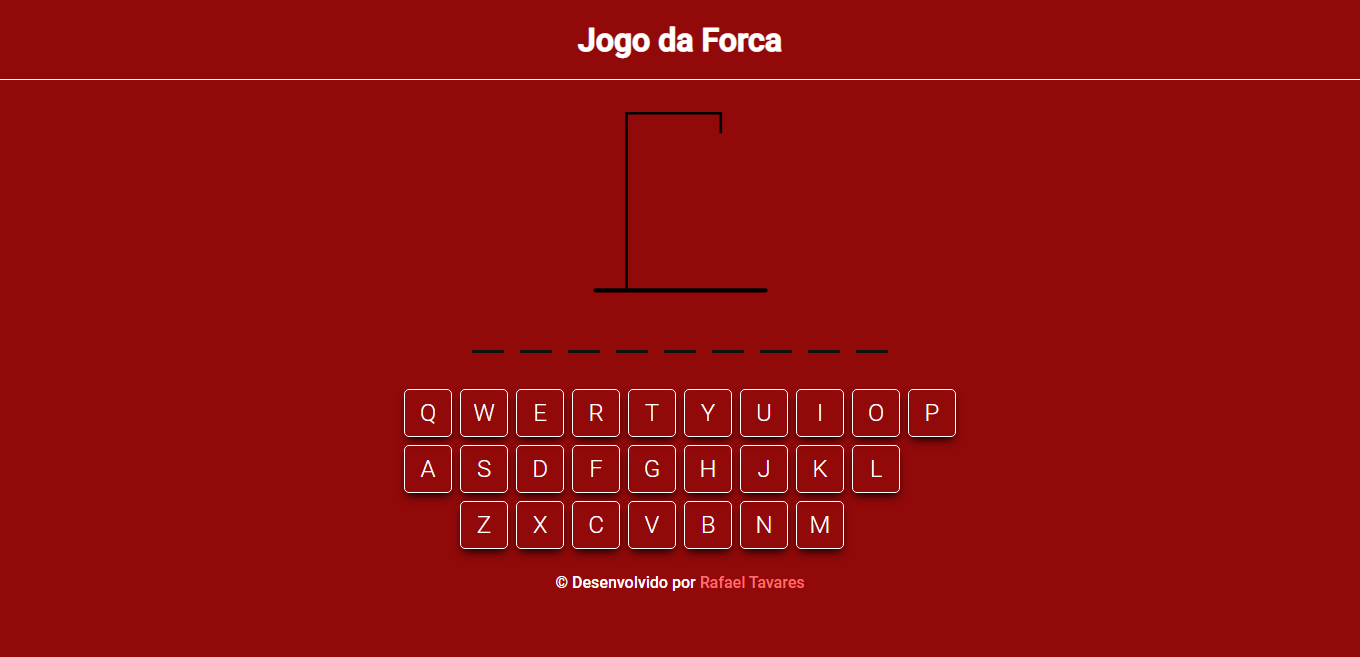 Jogo da Forca
Q W E R T Y U I O P
A S D F G H J K L
Z X C V B N M
© Desenvolvido por Rafael Tavares